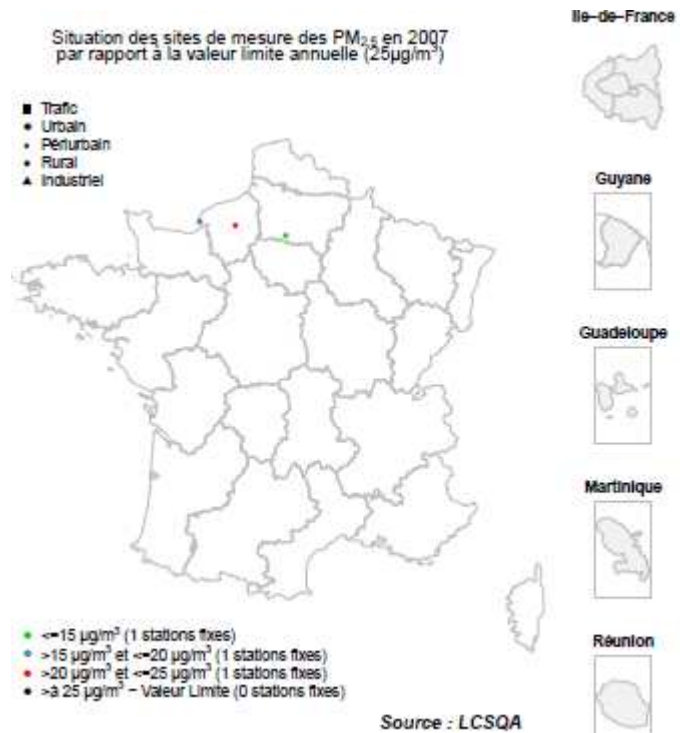 Situation des sites de mesure des PM2,5 en 2007
par rapport à la valeur limite annuelle (25µg/m³)
Ile–de–France
■ Trafic
● Urbain
• Périurbain
◆ Rural
▲ Industriel
Guyane
Guadeloupe
Martinique
Réunion
● <=15 µg/m³ (1 stations fixes)
● >15 µg/m³ et <=20 µg/m³ (1 stations fixes)
● >20 µg/m³ et <=25 µg/m³ (1 stations fixes)
● >à 25 µg/m³ – Valeur Limite (0 stations fixes)
Source : LCSQA